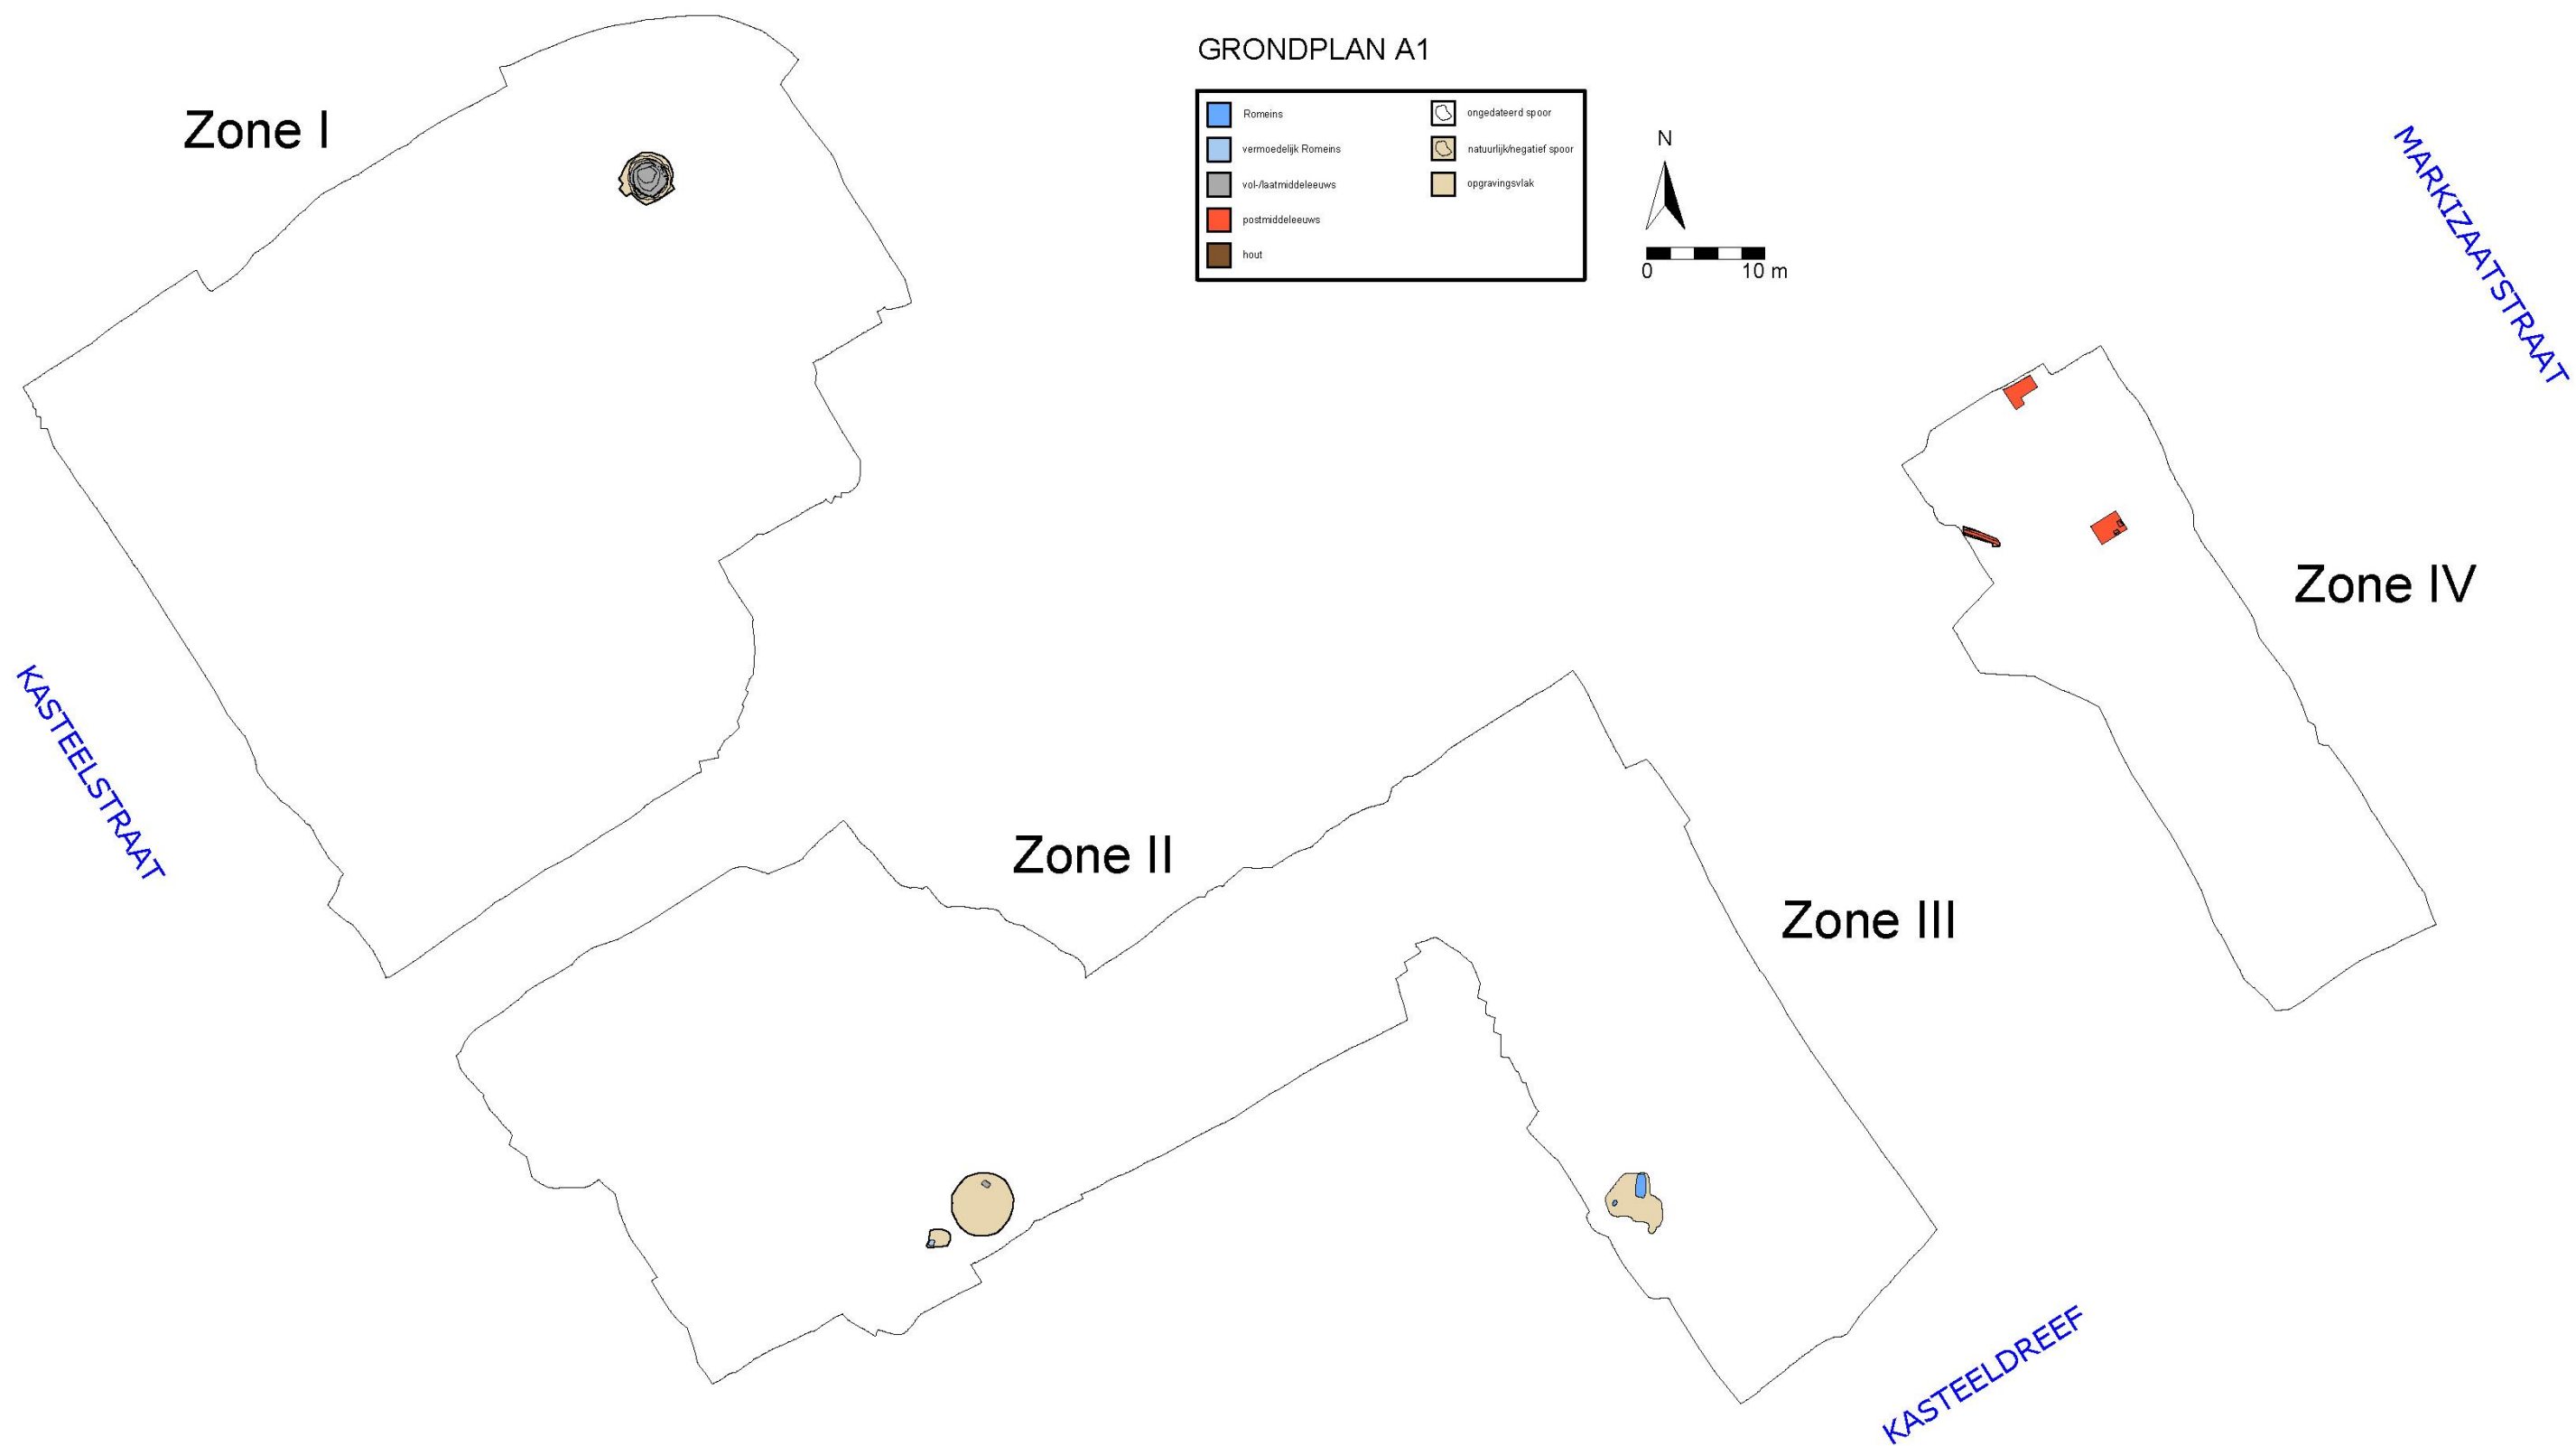 GRONDPLAN A1
Romeins
vermoedelijk Romeins
vol-/laatmiddeleeuws
postmiddeleeuws
hout
ongedateerd spoor
natuurlijk/negatief spoor
opgravingsvlak
N
0 10 m
Zone I
MARKIZAATSTRAAT
Zone IV
KASTEELSTRAAT
Zone II
Zone III
KASTEELDREEF